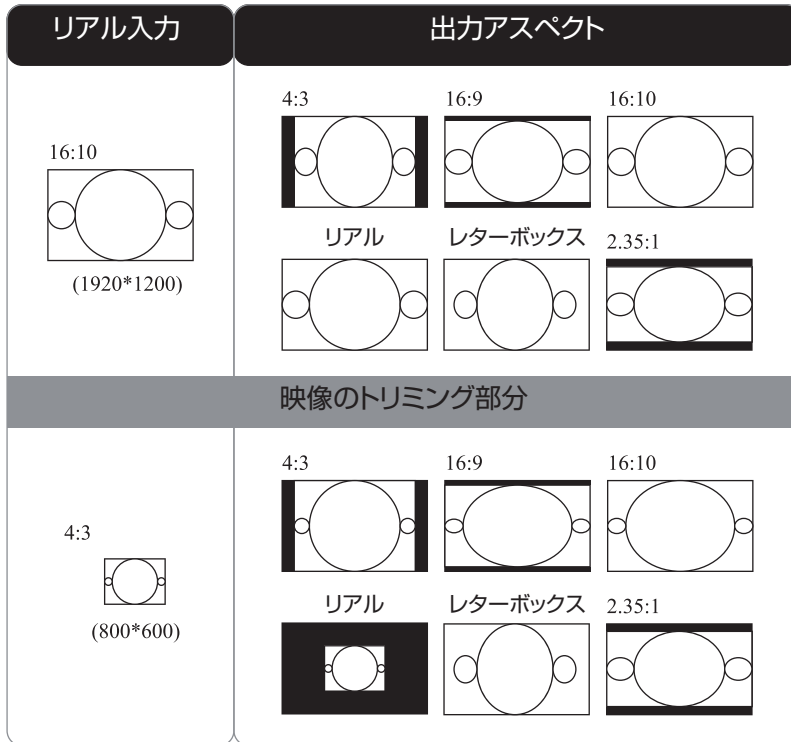 リアル入力
出力アスペクト
16:10
(1920*1200)
4:3
16:9
16:10
リアル
レターボックス
2.35:1
映像のトリミング部分
4:3
(800*600)
4:3
16:9
16:10
リアル
レターボックス
2.35:1